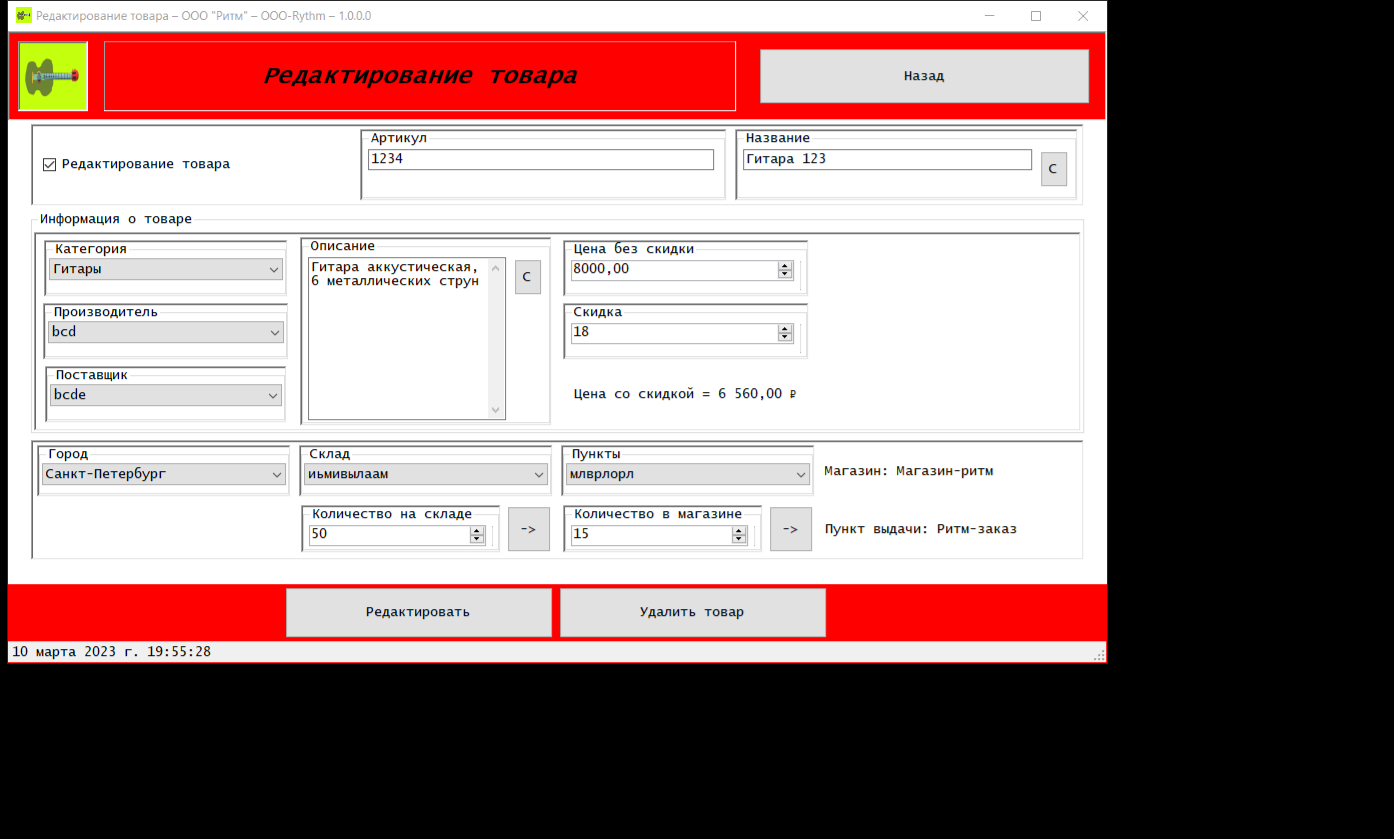 Редактирование товара – ООО "Ритм" – OOO-Rythm – 1.0.0.0
Редактирование товара
Назад
Редактирование товара
Артикул
1234
Название
Гитара 123
C
Информация о товаре
Категория
Гитары
Производитель
bcd
Поставщик
bcde
Описание
Гитара аккустическая,
6 металлических струн
C
Цена без скидки
8000,00
Скидка
18
Цена со скидкой = 6 560,00 ₽
Город
Санкт-Петербург
Склад
иьмивылаам
Пункты
млврлорл
Магазин: Магазин-ритм
Количество на складе
50
->
Количество в магазине
15
->
Пункт выдачи: Ритм-заказ
Редактировать
Удалить товар
10 марта 2023 г. 19:55:28